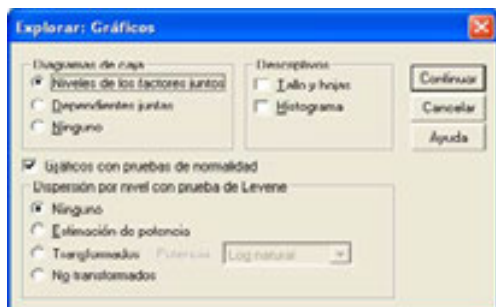 Explorar: Gráficos
Diagramas de caja
Niveles de los factores juntos
Dependientes juntas
Ninguno
Descriptivos
Tallo y hojas
Histograma
Continuar
Cancelar
Ayuda
Gráficos con pruebas de normalidad
Dispersión por nivel con prueba de Levene
Ninguno
Estimación de potencia
Transformados Potencia: Log natural
No transformados